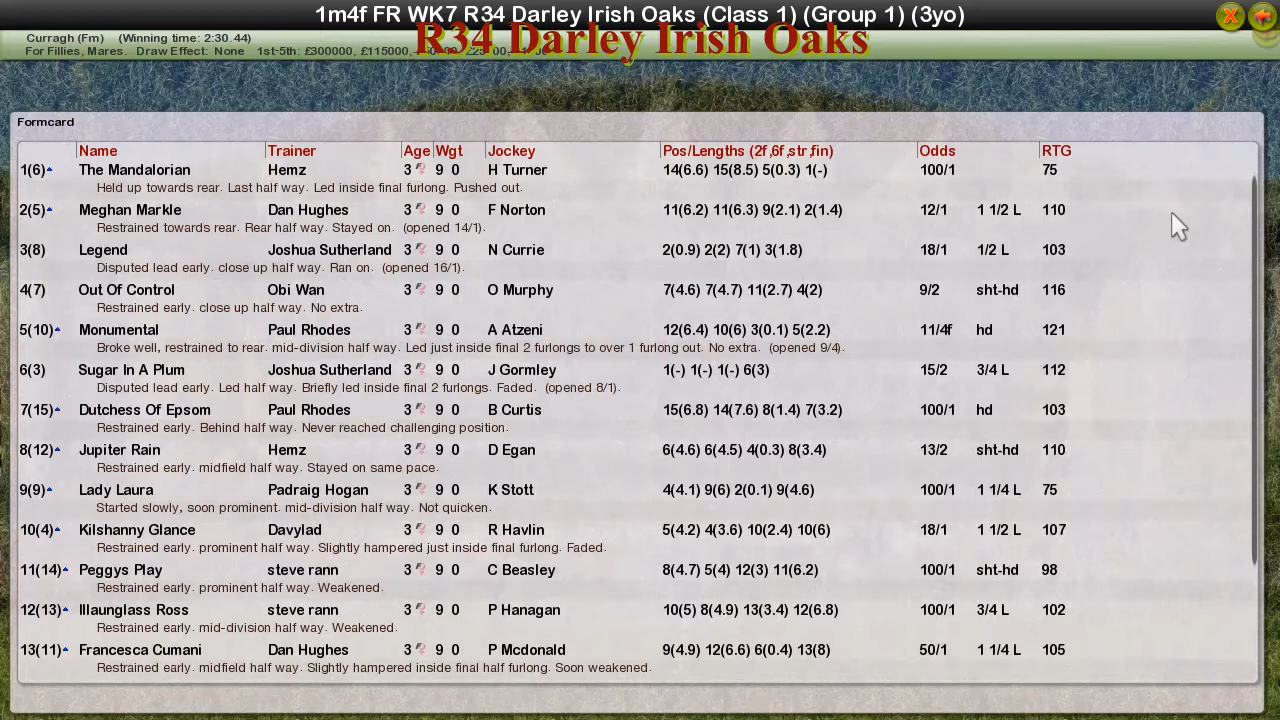 1m4f FR WK7 R34 Darley Irish Oaks (Class 1) (Group 1) (3yo)
R34 Darley Irish Oaks
Curragh (Fm) (Winning time: 2:30.44)
For Fillies, Mares. Draw Effect: None 1st-5th: £300000, £115000,
Formcard
Name Trainer Age Wgt Jockey Pos/Lengths (2f,6f,str,fin) Odds RTG
1(6) The Mandalorian Hemz 3 9 0 H Turner 14(6.6) 15(8.5) 5(0.3) 1(-) 100/1 75
Held up towards rear. Last half way. Led inside final furlong. Pushed out.
2(5) Meghan Markle Dan Hughes 3 9 0 F Norton 11(6.2) 11(6.3) 9(2.1) 2(1.4) 12/1 1 1/2 L 110
Restrained towards rear. Rear half way. Stayed on. (opened 14/1).
3(8) Legend Joshua Sutherland 3 9 0 N Currie 2(0.9) 2(2) 7(1) 3(1.8) 18/1 1/2 L 103
Disputed lead early. close up half way. Ran on. (opened 16/1).
4(7) Out Of Control Obi Wan 3 9 0 O Murphy 7(4.6) 7(4.7) 11(2.7) 4(2) 9/2 sht-hd 116
Restrained early. close up half way. No extra.
5(10) Monumental Paul Rhodes 3 9 0 A Atzeni 12(6.4) 10(6) 3(0.1) 5(2.2) 11/4f hd 121
Broke well, restrained to rear. mid-division half way. Led just inside final 2 furlongs to over 1 furlong out. No extra. (opened 9/4).
6(3) Sugar In A Plum Joshua Sutherland 3 9 0 J Gormley 1(-) 1(-) 1(-) 6(3) 15/2 3/4 L 112
Disputed lead early. Led half way. Briefly led inside final 2 furlongs. Faded. (opened 8/1).
7(15) Dutchess Of Epsom Paul Rhodes 3 9 0 B Curtis 15(6.8) 14(7.6) 8(1.4) 7(3.2) 100/1 hd 103
Restrained early. Behind half way. Never reached challenging position.
8(12) Jupiter Rain Hemz 3 9 0 D Egan 6(4.6) 6(4.5) 4(0.3) 8(3.4) 13/2 sht-hd 110
Restrained early. midfield half way. Stayed on same pace.
9(9) Lady Laura Padraig Hogan 3 9 0 K Stott 4(4.1) 9(6) 2(0.1) 9(4.6) 100/1 1 1/4 L 75
Started slowly, soon prominent. mid-division half way. Not quicken.
10(4) Kilshanny Glance Davylad 3 9 0 R Havlin 5(4.2) 4(3.6) 10(2.4) 10(6) 18/1 1 1/2 L 107
Restrained early. prominent half way. Slightly hampered just inside final furlong. Faded.
11(14) Peggys Play steve rann 3 9 0 C Beasley 8(4.7) 5(4) 12(3) 11(6.2) 100/1 sht-hd 98
Restrained early. prominent half way. Weakened.
12(13) Illaunglass Ross steve rann 3 9 0 P Hanagan 10(5) 8(4.9) 13(3.4) 12(6.8) 100/1 3/4 L 102
Restrained early. mid-division half way. Weakened.
13(11) Francesca Cumani Dan Hughes 3 9 0 P Mcdonald 9(4.9) 12(6.6) 6(0.4) 13(8) 50/1 1 1/4 L 105
Restrained early. midfield half way. Slightly hampered inside final half furlong. Soon weakened.